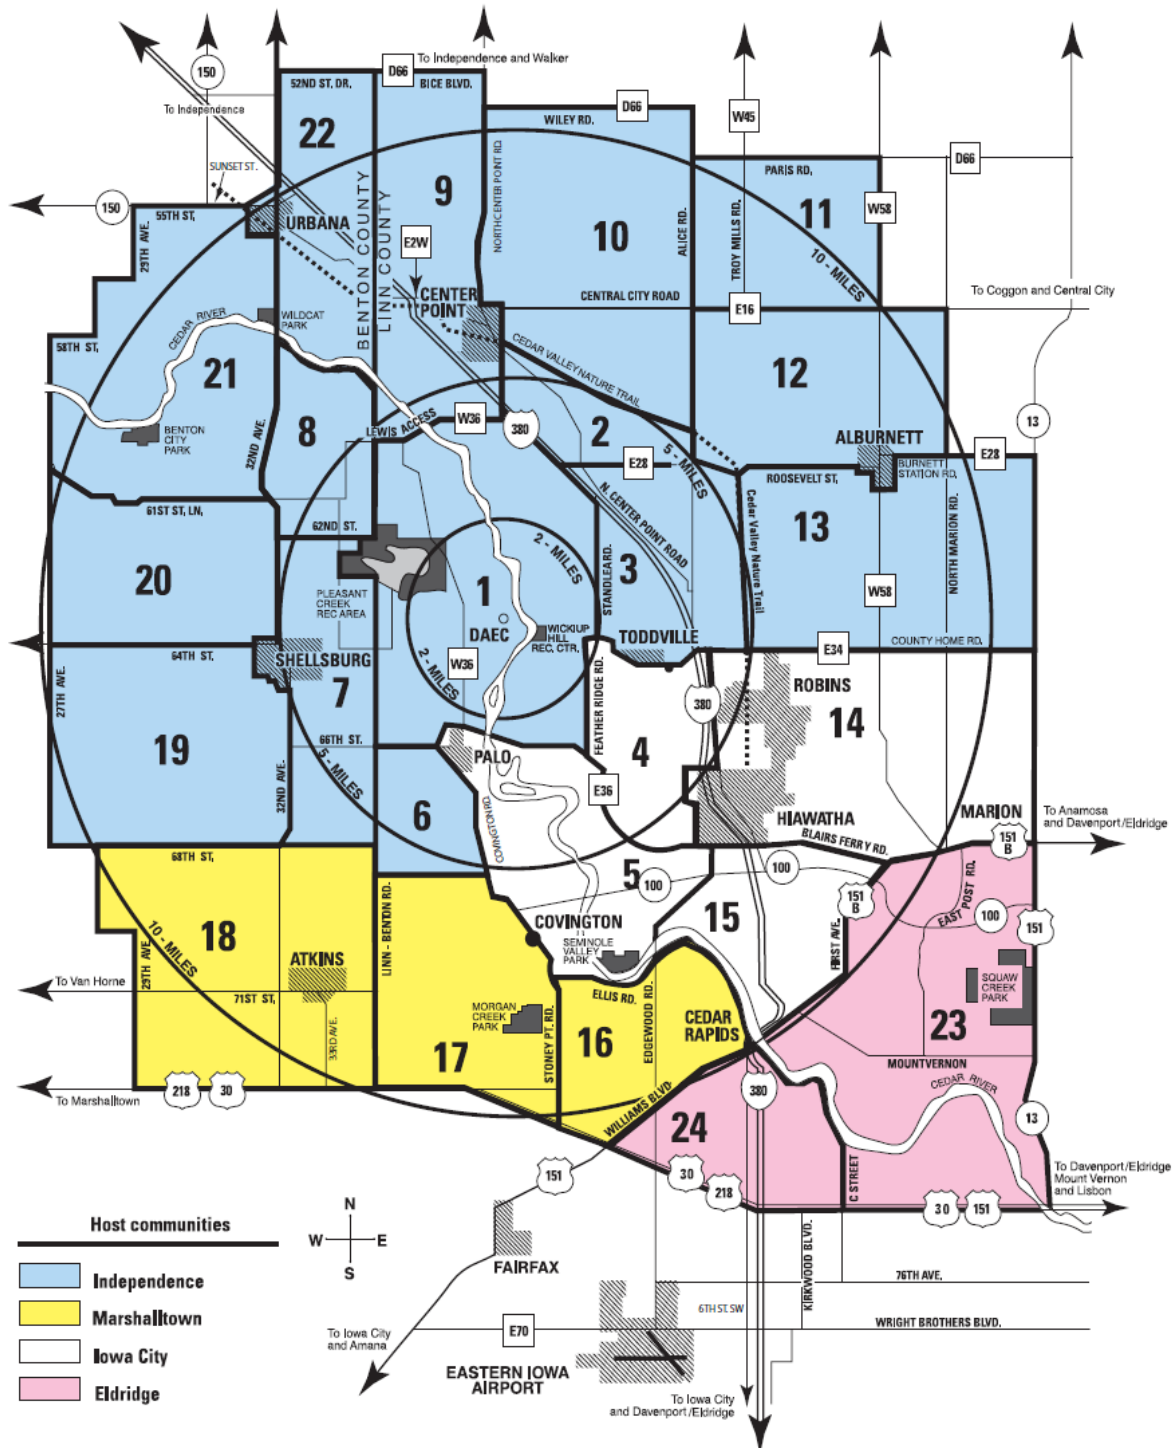 To Independence and Walker
150
D66
52ND ST. DR.
BICE BLVD.
To Independence
D66
W45
WILEY RD.
22
D66
PARIS RD,
SUNSET ST.
NORTHCENTER POINT RD.
9
150
55TH ST,
URBANA
29TH AVE.
BENTON COUNTY
LINN COUNTY
E2W
10
ALICE RD.
TROY MILLS RD.
11
W58
10 - MILES
CENTER
POINT
CENTRAL CITY ROAD
E16
To Coggon and Central City
CEDAR RIVER
WILDCAT
PARK
58TH ST,
CEDAR VALLEY NATURE TRAIL
21
12
8
32ND AVE.
LEWIS ACCESS
W36
380
2
13
BENTON
CITY
PARK
ALBURNETT
E28
5 - MILES
BURNETT
STATION RD,
E28
ROOSEVELT ST,
61ST ST, LN,
62ND ST.
N. CENTER POINT ROAD
Cedar Valley Nature Trail
13
NORTH MARION RD.
2 - MILES
20
STANDLEA RD.
3
1
PLEASANT
CREEK
REC AREA
DAEC
WICKIUP
HILL
REC, CTR,
W58
TODDVILLE
COUNTY HOME RD.
64TH ST.
SHELLSBURG
W36
E34
27TH AVE.
2 - MILES
7
FEATHER RIDGE RD.
380
ROBINS
14
19
66TH ST.
PALO
4
32ND AVE.
5 - MILES
E36
6
COVINGTON RD.
HIAWATHA
MARION
To Anamosa
and Davenport/Eldridge
BLAIRS FERRY RD.
151
B
68TH ST,
5
100
100
LINN - BENTON RD.
151
B
EAST POST RD.
100
151
18
15
COVINGTON
10 - MILES
29TH AVE
ATKINS
SEMINOLE
VALLEY
PARK
FIRST AVE.
SQUAW
CREEK
PARK
To Van Horne
71ST ST,
ELLIS RD.
MORGAN
CREEK
PARK
CEDAR
RAPIDS
23
33RD AVE.
17
STONEY PT. RD.
16
EDGEWOOD RD.
MOUNTVERNON
CEDAR RIVER
218
30
380
To Marshalltown
WILLIAMS BLVD.
24
13
151
30
218
C STREET
To Davenport/Eldridge
Mount Vernon
and Lisbon
30
151
Host communities
N
W
E
S
KIRKWOOD BLVD.
FAIRFAX
Independence
76TH AVE.
Marshalltown
6TH ST. SW
WRIGHT BROTHERS BLVD.
To Iowa City
and Amana
E70
Iowa City
EASTERN IOWA
AIRPORT
Eldridge
To Iowa City
and Davenport/Eldridge